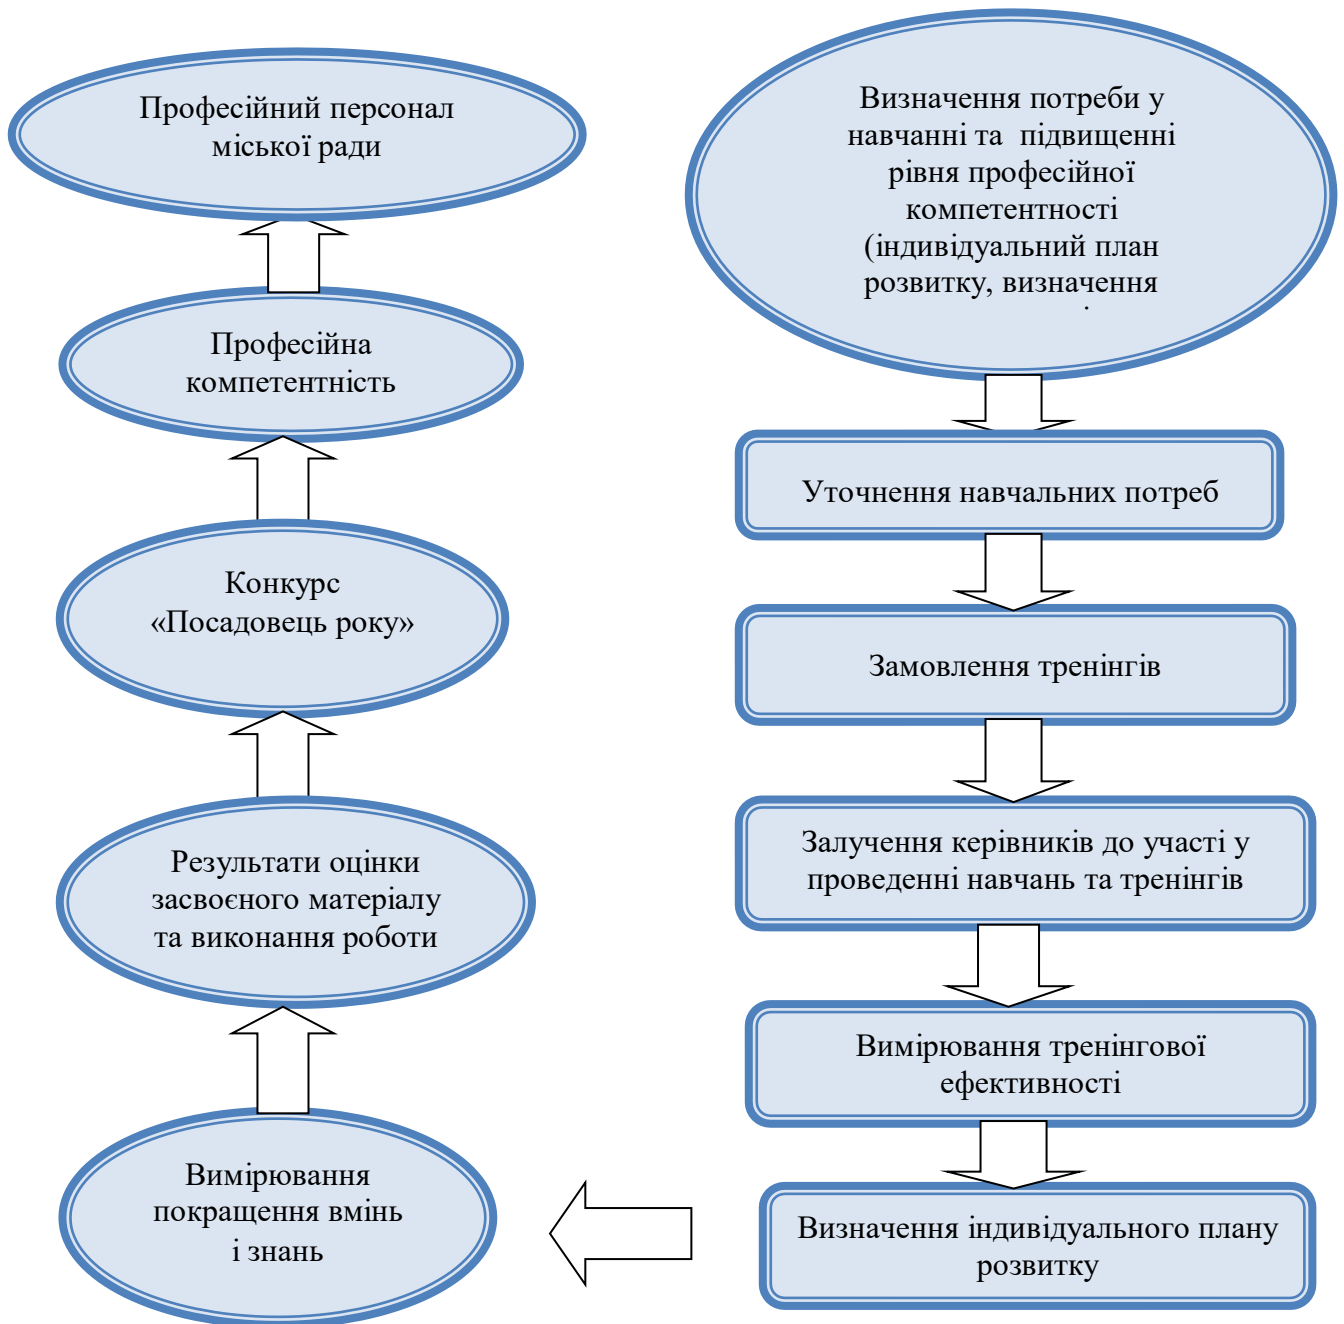 Професійний персонал
міської ради
Професійна
компетентність
Конкурс
«Посадовець року»
Результати оцінки
засвоєного матеріалу
та виконання роботи
Вимірювання
покращення вмінь
і знань
Визначення потреби у
навчанні та підвищенні
рівня професійної
компетентності
(індивідуальний план
розвитку, визначення
Уточнення навчальних потреб
Замовлення тренінгів
Залучення керівників до участі у
проведенні навчань та тренінгів
Вимірювання тренінгової
ефективності
Визначення індивідуального плану
розвитку